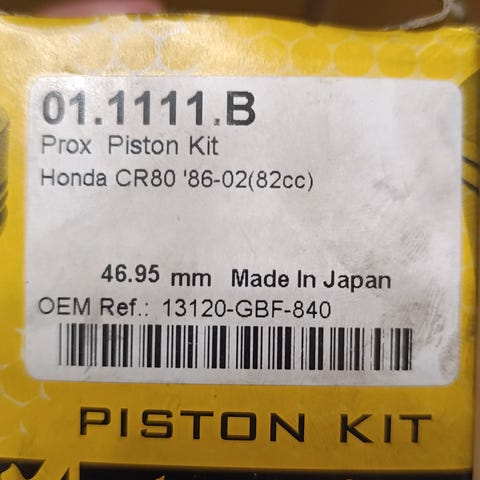 01.1111.B
Prox Piston Kit
Honda CR80 '86-02(82cc)
46.95 mm Made In Japan
OEM Ref.: 13120-GBF-840
PISTON KIT